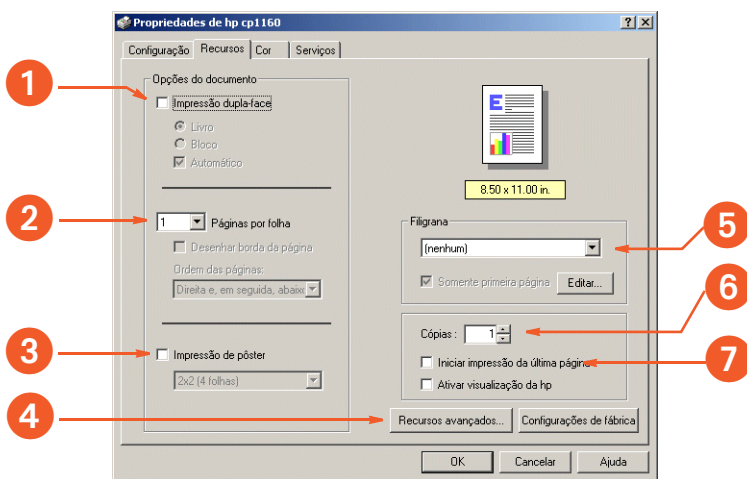 Propriedades de hp cp1160
Configuração Recursos Cor Serviços
Opções do documento
1
Impressão dupla-face
Livro
Bloco
Automático
2
1 Páginas por folha
Desenhar borda da página
Ordem das páginas:
Direita e, em seguida, abaixo
3
Impressão de pôster
2x2 (4 folhas)
E
8.50 x 11.00 in.
Filigrana
5
(nenhum)
Somente primeira página Editar...
6
Cópias : 1
Iniciar impressão da última página
7
Ativar visualização da hp
4
Recursos avançados... Configurações de fábrica
OK Cancelar Ajuda